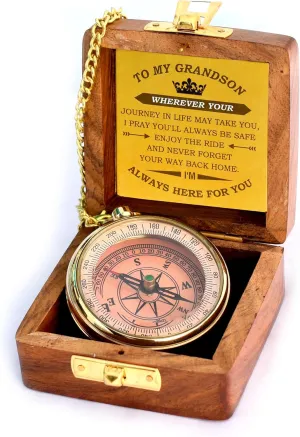 TO MY GRANDSON
WHEREVER YOUR
JOURNEY IN LIFE MAY TAKE YOU,
I PRAY YOU'LL ALWAYS BE SAFE
ENJOY THE RIDE
AND NEVER FORGET
YOUR WAY BACK HOME.
I'M
ALWAYS HERE FOR YOU
S
E
W
N